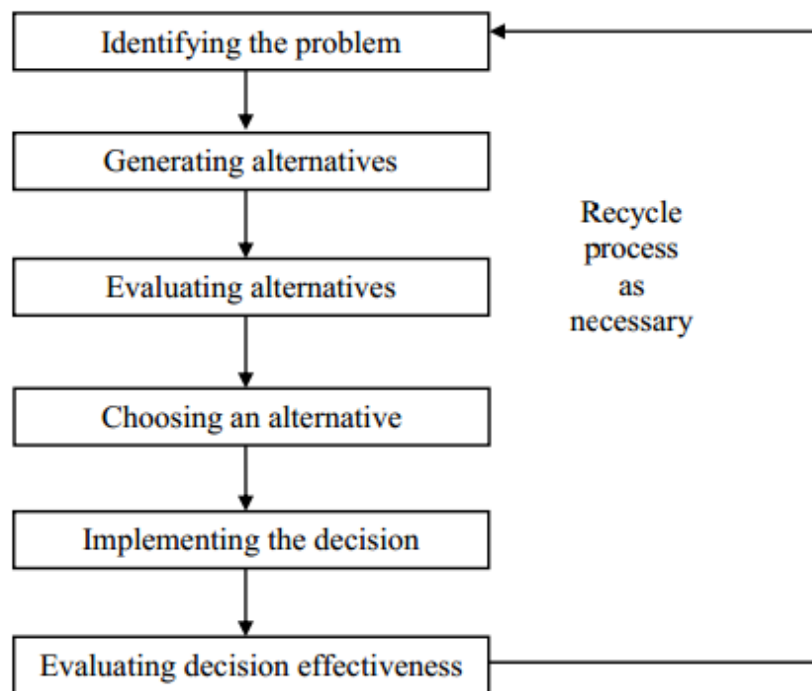 Identifying the problem
Generating alternatives
Evaluating alternatives
Recycle
process
as
necessary
Choosing an alternative
Implementing the decision
Evaluating decision effectiveness